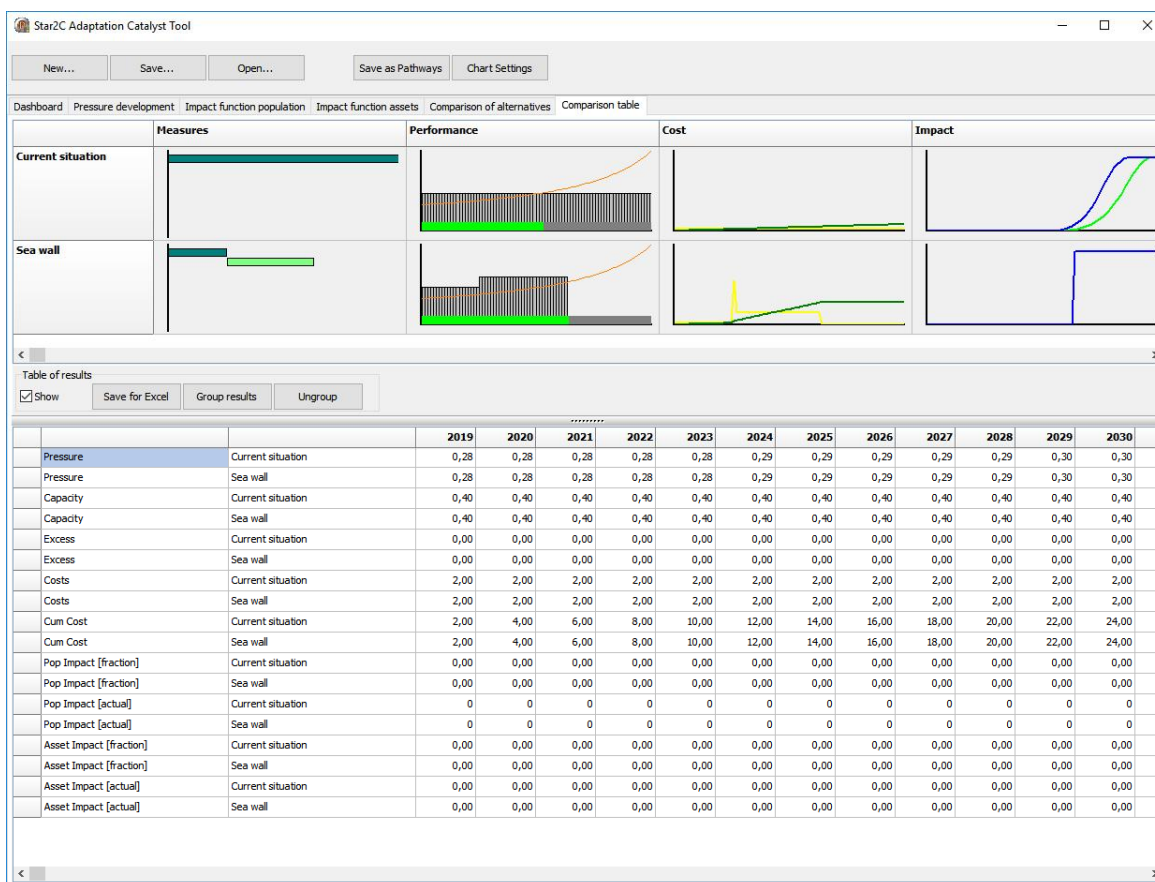 Star2C Adaptation Catalyst Tool
New... Save... Open... Save as Pathways Chart Settings
Dashboard Pressure development Impact function population Impact function assets Comparison of alternatives Comparison table
Measures Performance Cost Impact
Current situation
Sea wall
Table of results
Show Save for Excel Group results Ungroup
2019 2020 2021 2022 2023 2024 2025 2026 2027 2028 2029 2030
Pressure Current situation 0,28 0,28 0,28 0,28 0,28 0,29 0,29 0,29 0,29 0,29 0,30 0,30
Pressure Sea wall 0,28 0,28 0,28 0,28 0,28 0,29 0,29 0,29 0,29 0,29 0,30 0,30
Capacity Current situation 0,40 0,40 0,40 0,40 0,40 0,40 0,40 0,40 0,40 0,40 0,40 0,40
Capacity Sea wall 0,40 0,40 0,40 0,40 0,40 0,40 0,40 0,40 0,40 0,40 0,40 0,40
Excess Current situation 0,00 0,00 0,00 0,00 0,00 0,00 0,00 0,00 0,00 0,00 0,00 0,00
Excess Sea wall 0,00 0,00 0,00 0,00 0,00 0,00 0,00 0,00 0,00 0,00 0,00 0,00
Costs Current situation 2,00 2,00 2,00 2,00 2,00 2,00 2,00 2,00 2,00 2,00 2,00 2,00
Costs Sea wall 2,00 2,00 2,00 2,00 2,00 2,00 2,00 2,00 2,00 2,00 2,00 2,00
Cum Cost Current situation 2,00 4,00 6,00 8,00 10,00 12,00 14,00 16,00 18,00 20,00 22,00 24,00
Cum Cost Sea wall 2,00 4,00 6,00 8,00 10,00 12,00 14,00 16,00 18,00 20,00 22,00 24,00
Pop Impact [fraction] Current situation 0,00 0,00 0,00 0,00 0,00 0,00 0,00 0,00 0,00 0,00 0,00 0,00
Pop Impact [fraction] Sea wall 0,00 0,00 0,00 0,00 0,00 0,00 0,00 0,00 0,00 0,00 0,00 0,00
Pop Impact [actual] Current situation 0 0 0 0 0 0 0 0 0 0 0 0
Pop Impact [actual] Sea wall 0 0 0 0 0 0 0 0 0 0 0 0
Asset Impact [fraction] Current situation 0,00 0,00 0,00 0,00 0,00 0,00 0,00 0,00 0,00 0,00 0,00 0,00
Asset Impact [fraction] Sea wall 0,00 0,00 0,00 0,00 0,00 0,00 0,00 0,00 0,00 0,00 0,00 0,00
Asset Impact [actual] Current situation 0,00 0,00 0,00 0,00 0,00 0,00 0,00 0,00 0,00 0,00 0,00 0,00
Asset Impact [actual] Sea wall 0,00 0,00 0,00 0,00 0,00 0,00 0,00 0,00 0,00 0,00 0,00 0,00